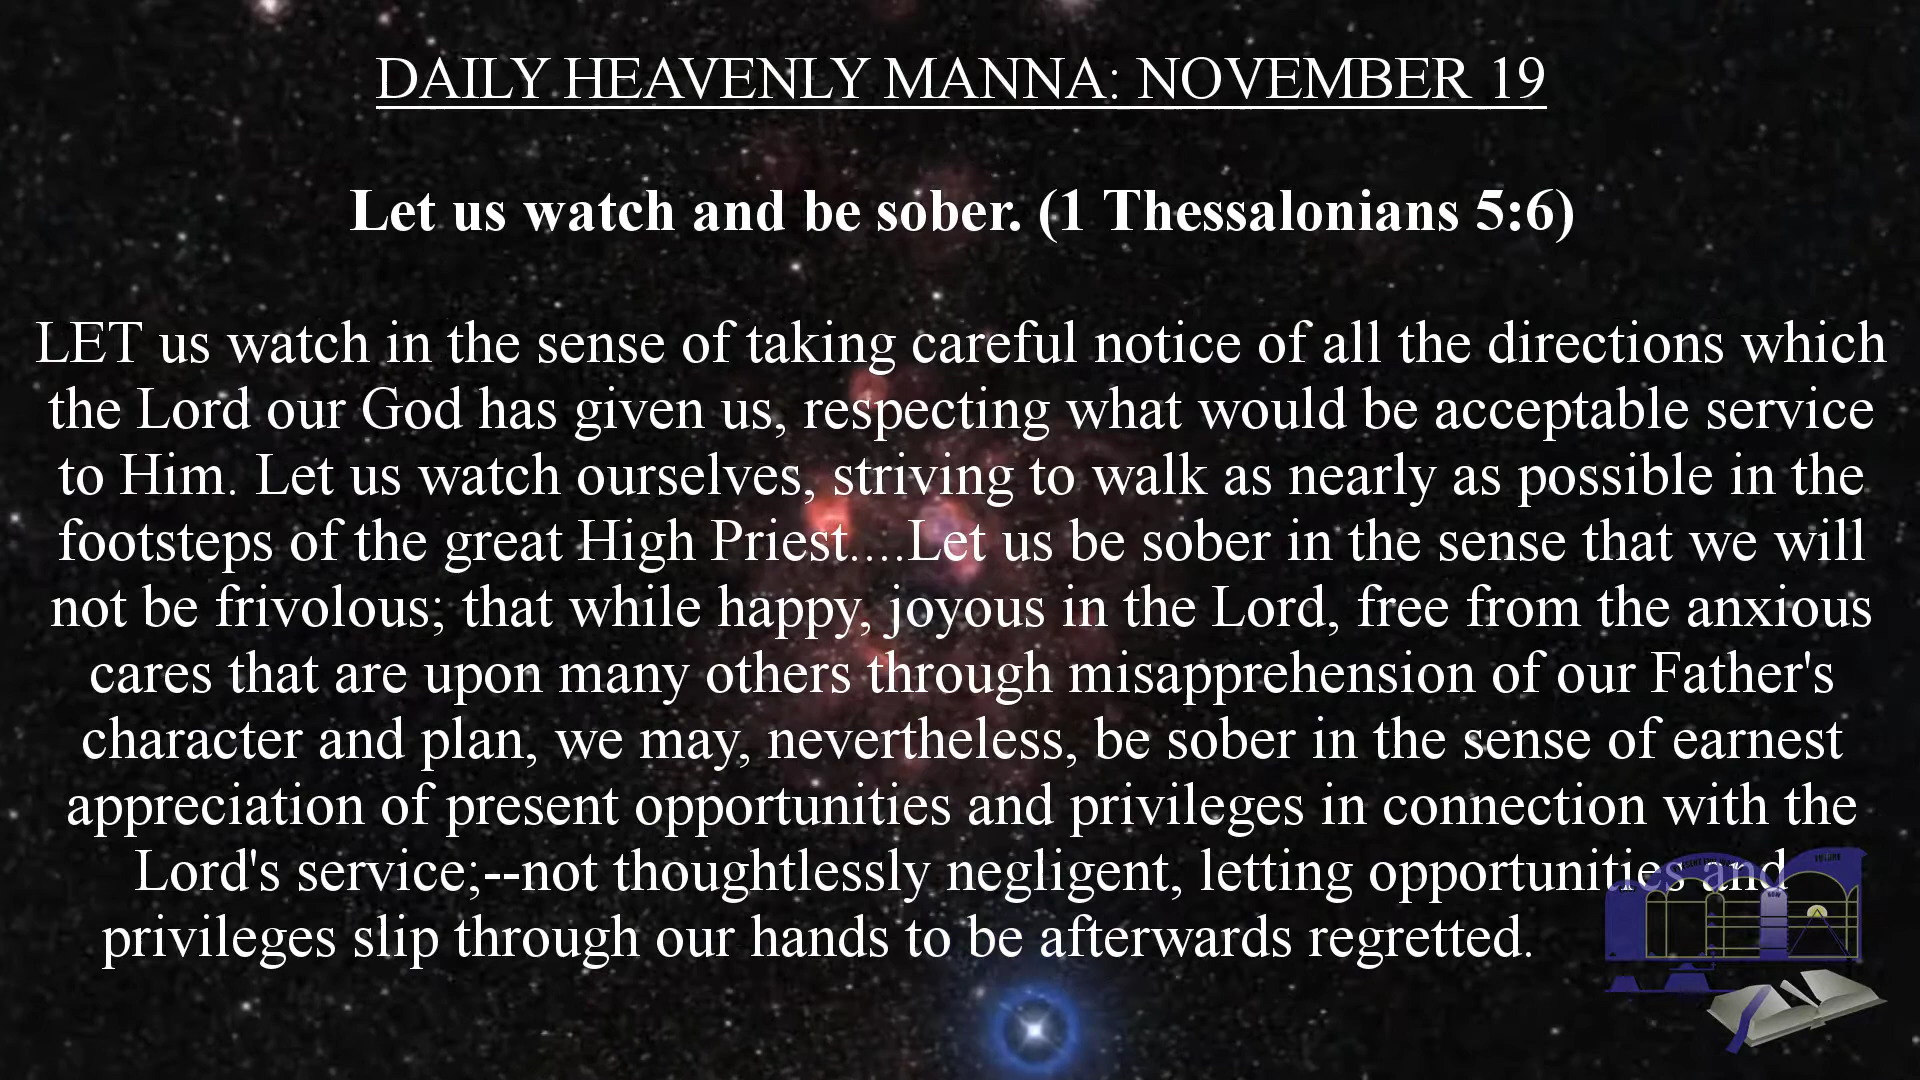 DAILY HEAVENLY MANNA: NOVEMBER 19
Let us watch and be sober. (1 Thessalonians 5:6)
LET us watch in the sense of taking careful notice of all the directions which
the Lord our God has given us, respecting what would be acceptable service
to Him. Let us watch ourselves, striving to walk as nearly as possible in the
footsteps of the great High Priest....Let us be sober in the sense that we will
not be frivolous; that while happy, joyous in the Lord, free from the anxious
cares that are upon many others through misapprehension of our Father's
character and plan, we may, nevertheless, be sober in the sense of earnest
appreciation of present opportunities and privileges in connection with the
Lord's service;--not thoughtlessly negligent, letting opportunities and
privileges slip through our hands to be afterwards regretted.
FUTURE